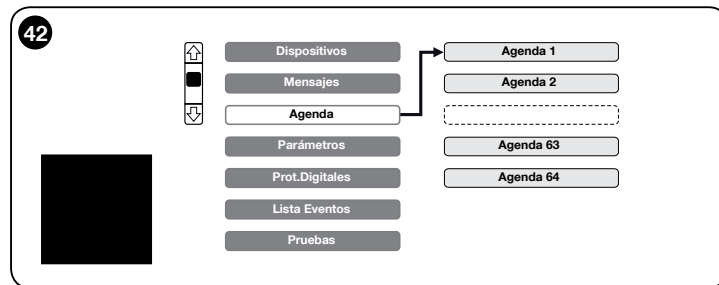 42
Dispositivos
Mensajes
Agenda
Parámetros
Prot.Digitales
Lista Eventos
Pruebas
Agenda 1
Agenda 2
Agenda 63
Agenda 64